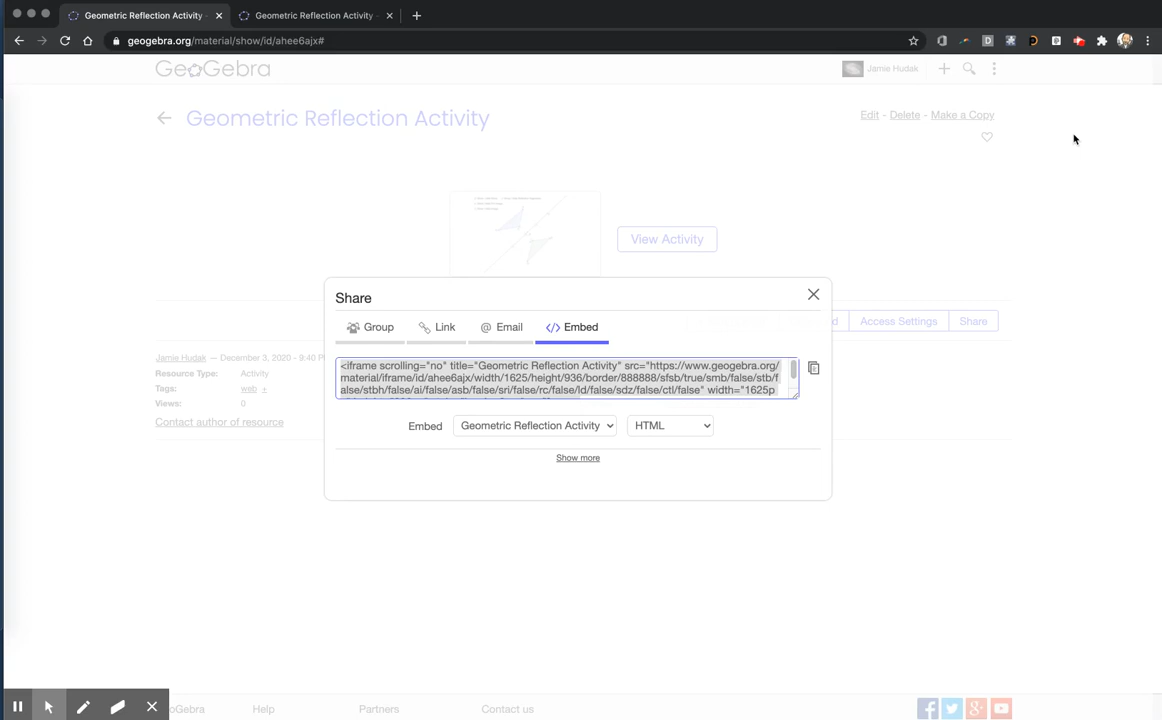 Geometric Reflection Activity
Geometric Reflection Activity
geogebra.org/material/show/id/ahee6ajx#
GeoGebra
Jamie Hudak
Geometric Reflection Activity
Edit - Delete - Make a Copy
View Activity
Share
Group
Link
@ Email
</> Embed
Access Settings
Share
<iframe scrolling="no" title="Geometric Reflection Activity" src="https://www.geogebra.org/
material/iframe/id/ahee6ajx/width/1625/height/936/border/888888/sfsb/true/smb/false/stb/f
alse/stbh/false/ai/false/asb/false/sri/false/rc/false/ld/false/sdz/false/ctl/false" width="1625p
Jamie Hudak — December 3, 2020 - 9:40 P
Resource Type: Activity
Tags: web +
Views: 0
Contact author of resource
Embed Geometric Reflection Activity HTML
Show more
oGebra
Help
Partners
Contact us